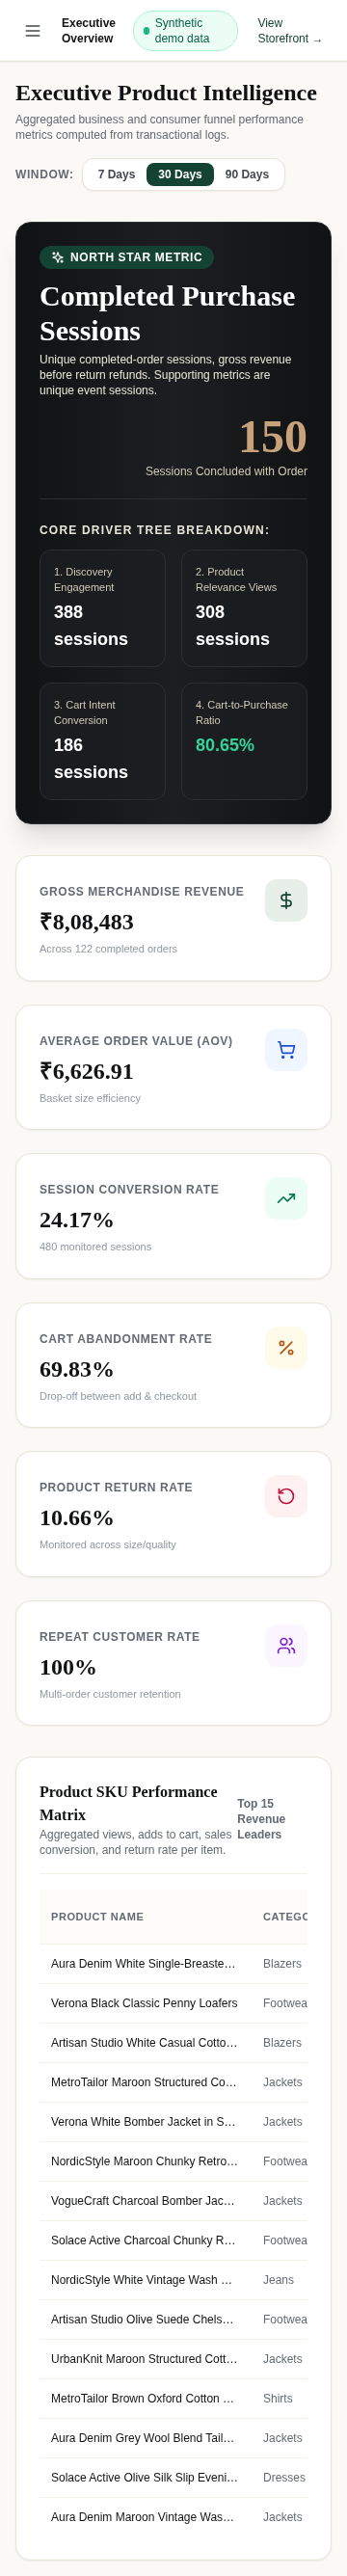 Executive
Overview
Synthetic
demo data
View
Storefront →
Executive Product Intelligence
Aggregated business and consumer funnel performance
metrics computed from transactional logs.
WINDOW: 7 Days 30 Days 90 Days
NORTH STAR METRIC
Completed Purchase
Sessions
Unique completed-order sessions, gross revenue
before return refunds. Supporting metrics are
unique event sessions.
150
Sessions Concluded with Order
CORE DRIVER TREE BREAKDOWN:
1. Discovery
Engagement
388
sessions
2. Product
Relevance Views
308
sessions
3. Cart Intent
Conversion
186
sessions
4. Cart-to-Purchase
Ratio
80.65%
GROSS MERCHANDISE REVENUE
₹8,08,483
Across 122 completed orders
AVERAGE ORDER VALUE (AOV)
₹6,626.91
Basket size efficiency
SESSION CONVERSION RATE
24.17%
480 monitored sessions
CART ABANDONMENT RATE
69.83%
Drop-off between add & checkout
PRODUCT RETURN RATE
10.66%
Monitored across size/quality
REPEAT CUSTOMER RATE
100%
Multi-order customer retention
Product SKU Performance
Matrix
Aggregated views, adds to cart, sales
conversion, and return rate per item.
Top 15
Revenue
Leaders
PRODUCT NAME CATEGO
Aura Denim White Single-Breaste... Blazers
Verona Black Classic Penny Loafers Footwea
Artisan Studio White Casual Cotto... Blazers
MetroTailor Maroon Structured Co... Jackets
Verona White Bomber Jacket in S... Jackets
NordicStyle Maroon Chunky Retro... Footwea
VogueCraft Charcoal Bomber Jac... Jackets
Solace Active Charcoal Chunky R... Footwea
NordicStyle White Vintage Wash ... Jeans
Artisan Studio Olive Suede Chels... Footwea
UrbanKnit Maroon Structured Cott... Jackets
MetroTailor Brown Oxford Cotton ... Shirts
Aura Denim Grey Wool Blend Tail... Jackets
Solace Active Olive Silk Slip Eveni... Dresses
Aura Denim Maroon Vintage Was... Jackets